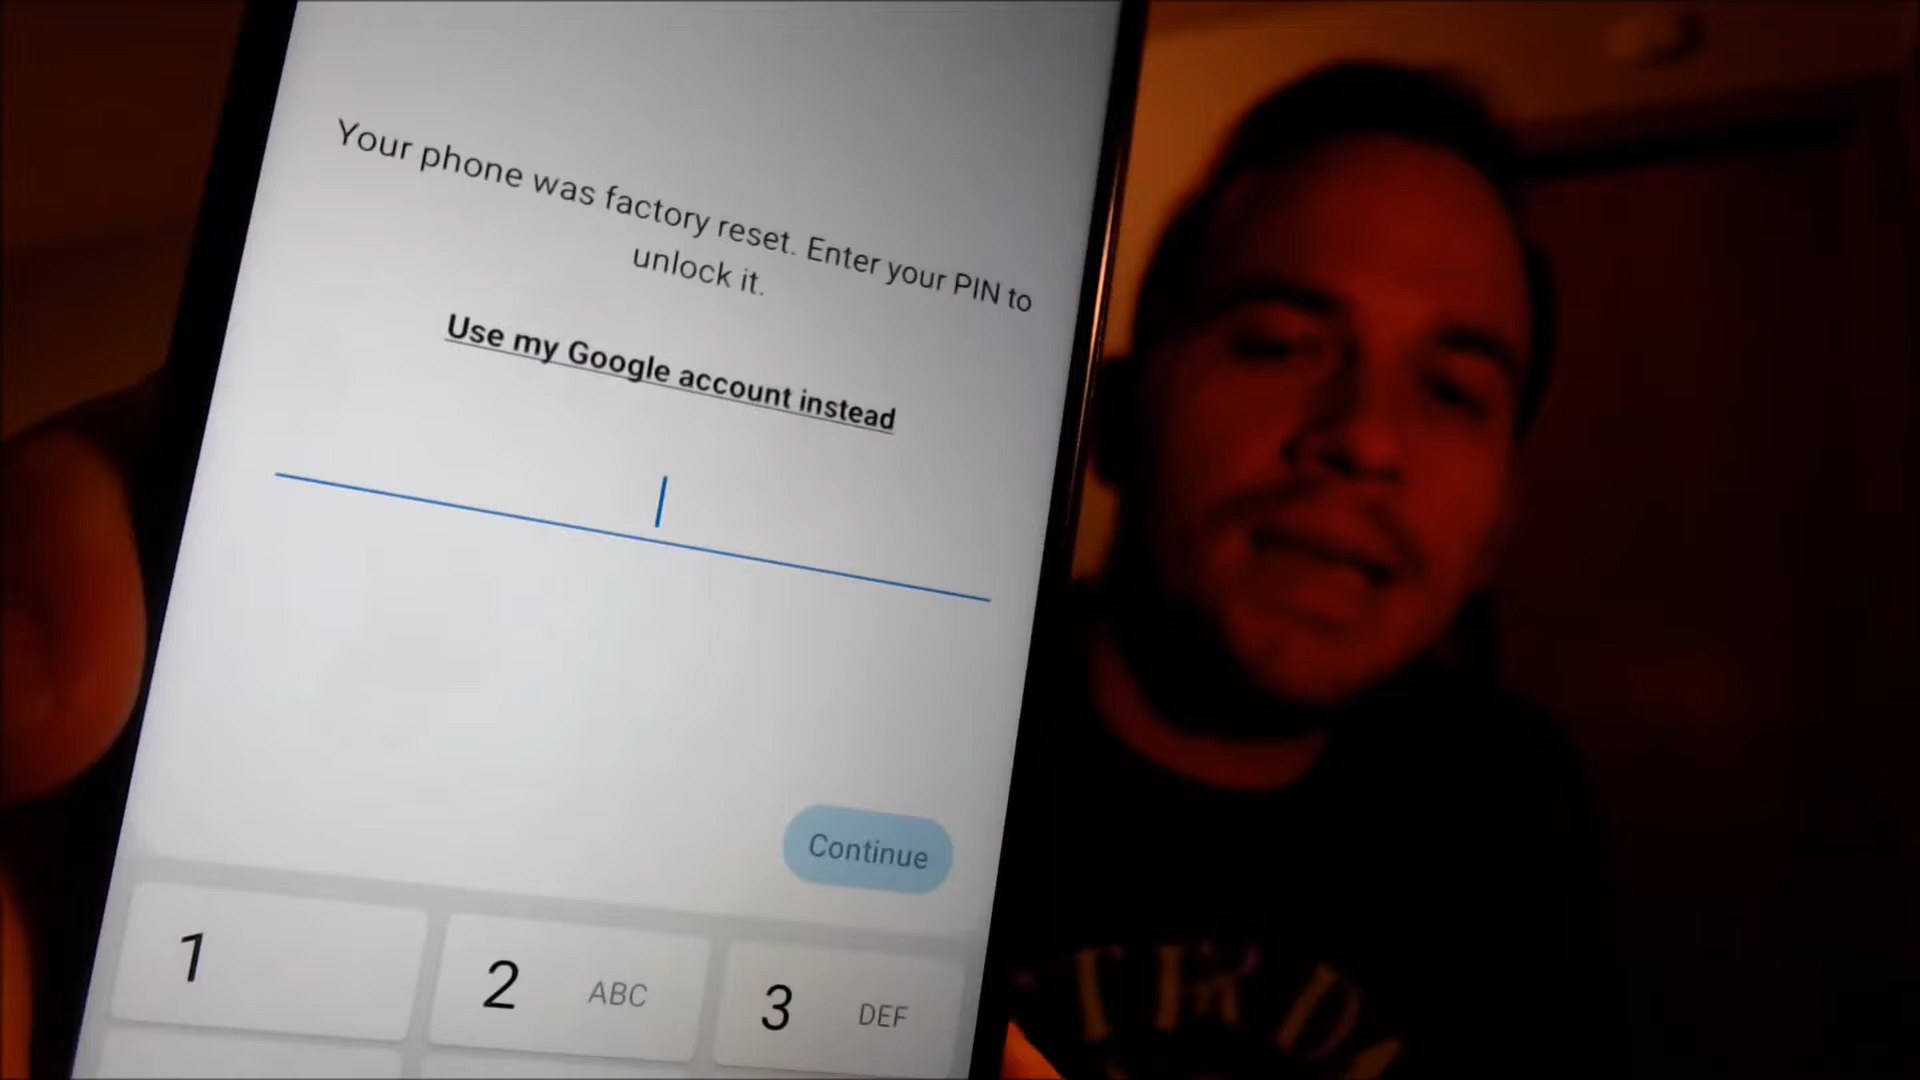 Your phone was factory reset. Enter your PIN to
unlock it.
Use my Google account instead
Continue
1
2 ABC
3 DEF